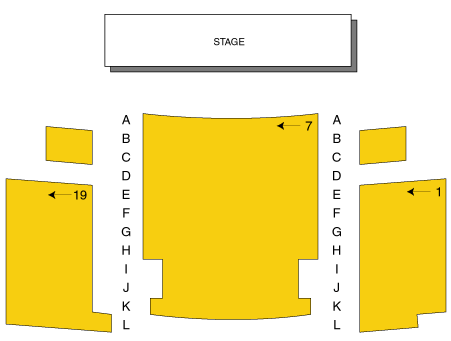 STAGE
A A
7
B B
C C
D D
19 E E 1
F F
G G
H H
I I
J J
K K
L L